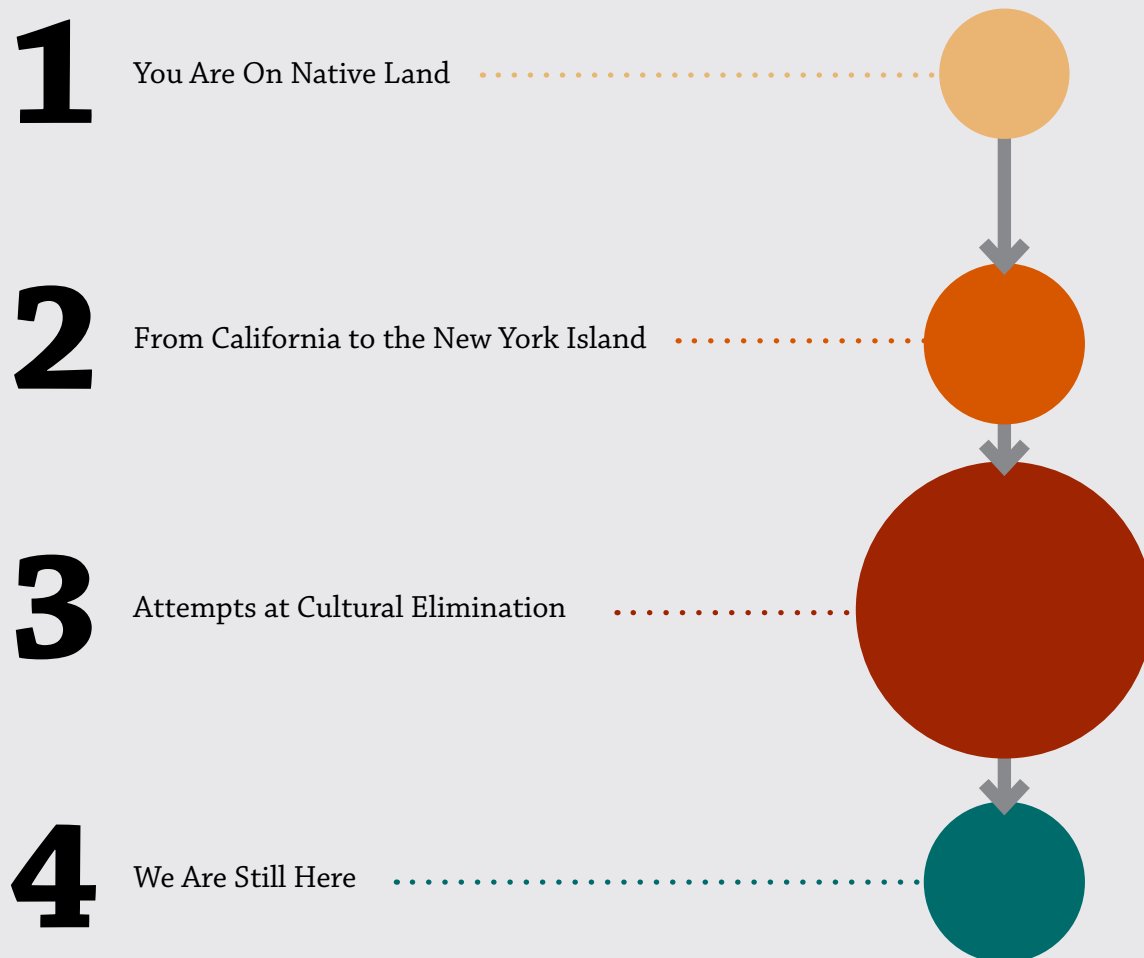 1 You Are On Native Land
2 From California to the New York Island
3 Attempts at Cultural Elimination
4 We Are Still Here